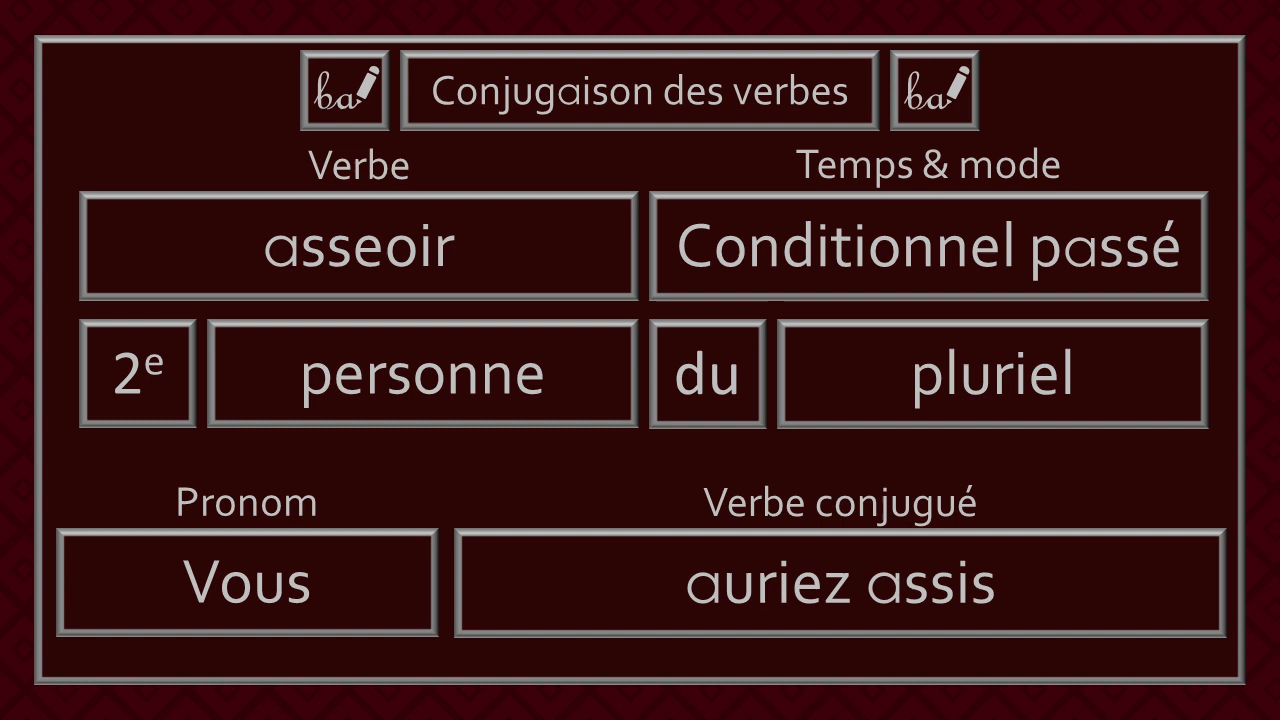 ba Conjugaison des verbes ba
Verbe Temps & mode
asseoir Conditionnel passé
2e personne du pluriel
Pronom Verbe conjugué
Vous auriez assis